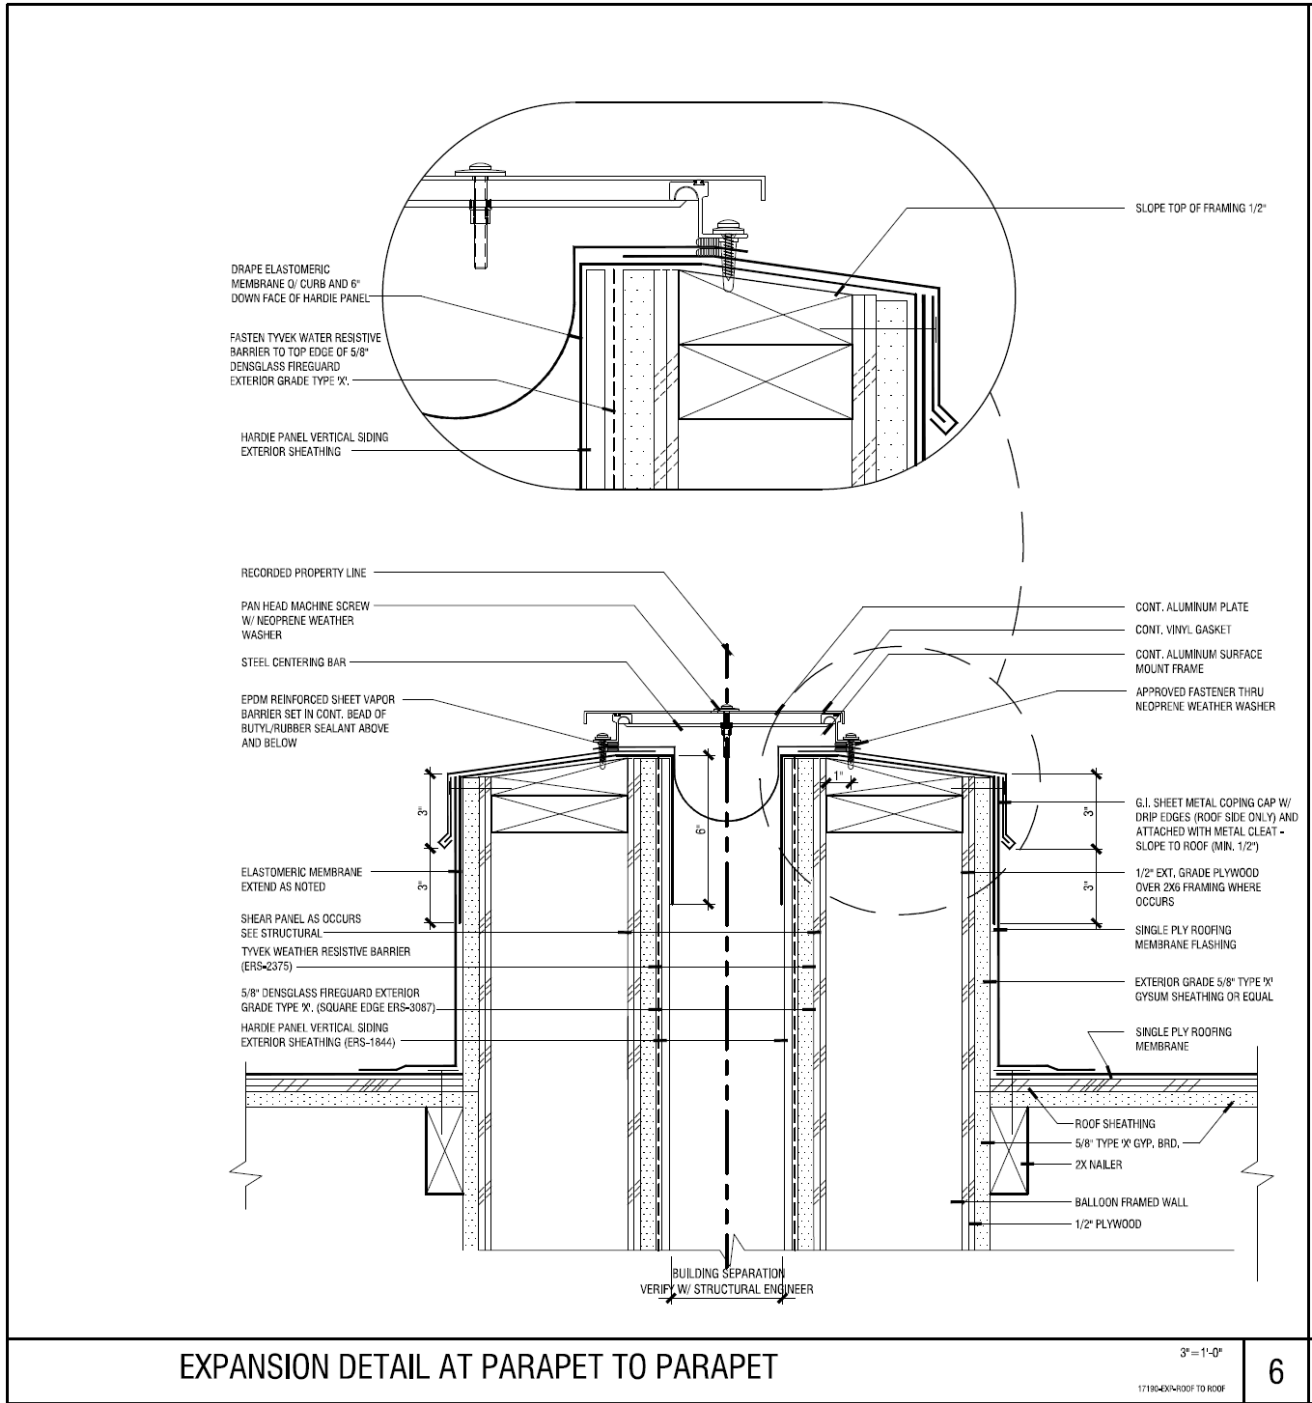 SLOPE TOP OF FRAMING 1/2"
DRAPE ELASTOMERIC
MEMBRANE O/ CURB AND 6"
DOWN FACE OF HARDIE PANEL
FASTEN TYVEK WATER RESISTIVE
BARRIER TO TOP EDGE OF 5/8"
DENSGLASS FIREGUARD
EXTERIOR GRADE TYPE 'X'.
HARDIE PANEL VERTICAL SIDING
EXTERIOR SHEATHING
RECORDED PROPERTY LINE
PAN HEAD MACHINE SCREW
W/ NEOPRENE WEATHER
WASHER
STEEL CENTERING BAR
EPDM REINFORCED SHEET VAPOR
BARRIER SET IN CONT. BEAD OF
BUTYL/RUBBER SEALANT ABOVE
AND BELOW
ELASTOMERIC MEMBRANE
EXTEND AS NOTED
SHEAR PANEL AS OCCURS
SEE STRUCTURAL
TYVEK WEATHER RESISTIVE BARRIER
(ERS-2375)
5/8" DENSGLASS FIREGUARD EXTERIOR
GRADE TYPE 'X'. (SQUARE EDGE ERS-3087)
HARDIE PANEL VERTICAL SIDING
EXTERIOR SHEATHING (ERS-1844)
3"
3"
6"
1"
3"
3"
CONT. ALUMINUM PLATE
CONT. VINYL GASKET
CONT. ALUMINUM SURFACE
MOUNT FRAME
APPROVED FASTENER THRU
NEOPRENE WEATHER WASHER
G.I. SHEET METAL COPING CAP W/
DRIP EDGES (ROOF SIDE ONLY) AND
ATTACHED WITH METAL CLEAT -
SLOPE TO ROOF (MIN. 1/2")
1/2" EXT. GRADE PLYWOOD
OVER 2X6 FRAMING WHERE
OCCURS
SINGLE PLY ROOFING
MEMBRANE FLASHING
EXTERIOR GRADE 5/8" TYPE 'X'
GYSUM SHEATHING OR EQUAL
SINGLE PLY ROOFING
MEMBRANE
ROOF SHEATHING
5/8" TYPE 'X' GYP. BRD.
2X NAILER
BALLOON FRAMED WALL
1/2" PLYWOOD
BUILDING SEPARATION
VERIFY W/ STRUCTURAL ENGINEER
EXPANSION DETAIL AT PARAPET TO PARAPET
3"=1'-0"
17190-EXP-ROOF TO ROOF
6